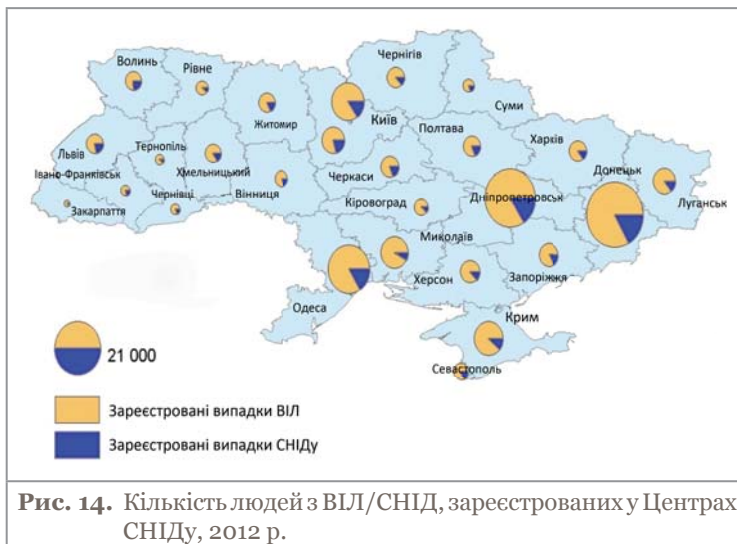 Чернігів
Волинь
Рівне
Суми
Київ
Житомир
Полтава
Харків
Львів
Тернопіль
Донецьк
Івано-Франківськ
Хмельницький
Черкаси
Луганськ
Чернівці
Вінниця
Кіровоград
Дніпропетровськ
Закарпаття
Миколаїв
Херсон
Запоріжжя
Одеса
Крим
Севастополь
21 000
Зареєстровані випадки ВІЛ
Зареєстровані випадки СНІДу
Рис. 14. Кількість людей з ВІЛ/СНІД, зареєстрованих у Центрах
СНІДу, 2012 р.